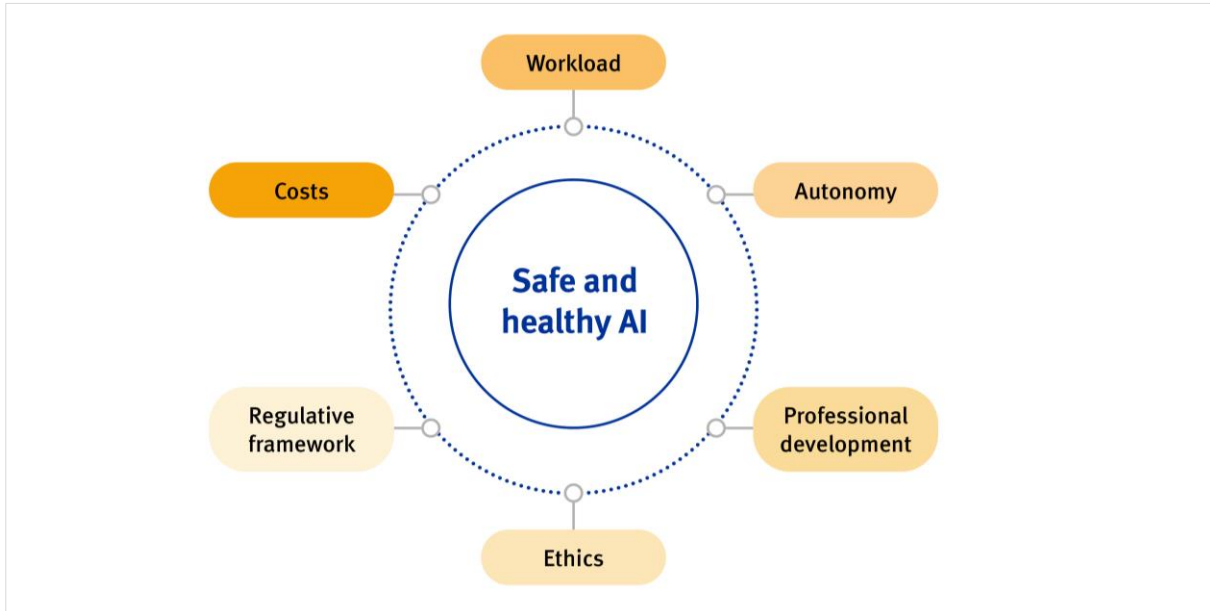 Workload
Costs
Autonomy
Safe and
healthy AI
Regulative
framework
Professional
development
Ethics